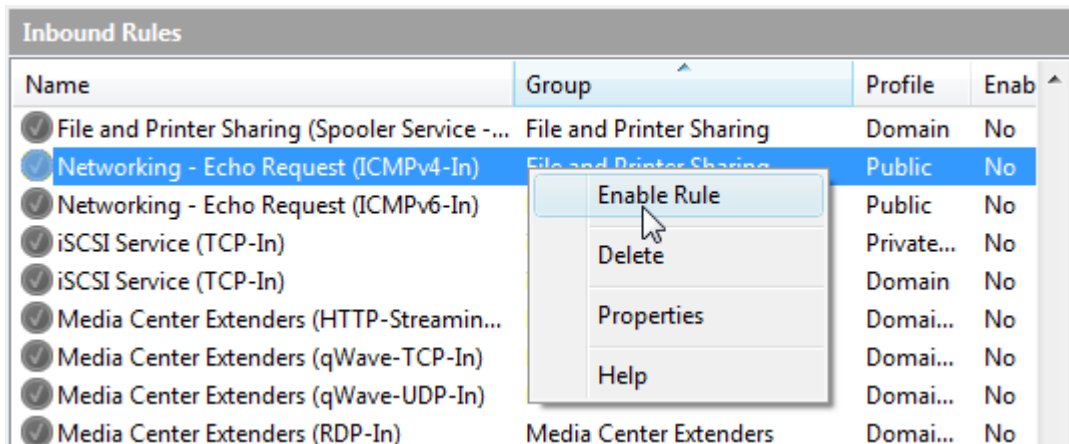 Inbound Rules
Name Group Profile Enab
File and Printer Sharing (Spooler Service -... File and Printer Sharing Domain No
Networking - Echo Request (ICMPv4-In) File and Printer Sharing Public No
Enable Rule
Networking - Echo Request (ICMPv6-In) Public No
iSCSI Service (TCP-In) Private... No
Delete
iSCSI Service (TCP-In) Domain No
Media Center Extenders (HTTP-Streamin... Domai... No
Properties
Media Center Extenders (qWave-TCP-In) Domai... No
Help
Media Center Extenders (qWave-UDP-In) Domai... No
Media Center Extenders (RDP-In) Media Center Extenders Domai... No